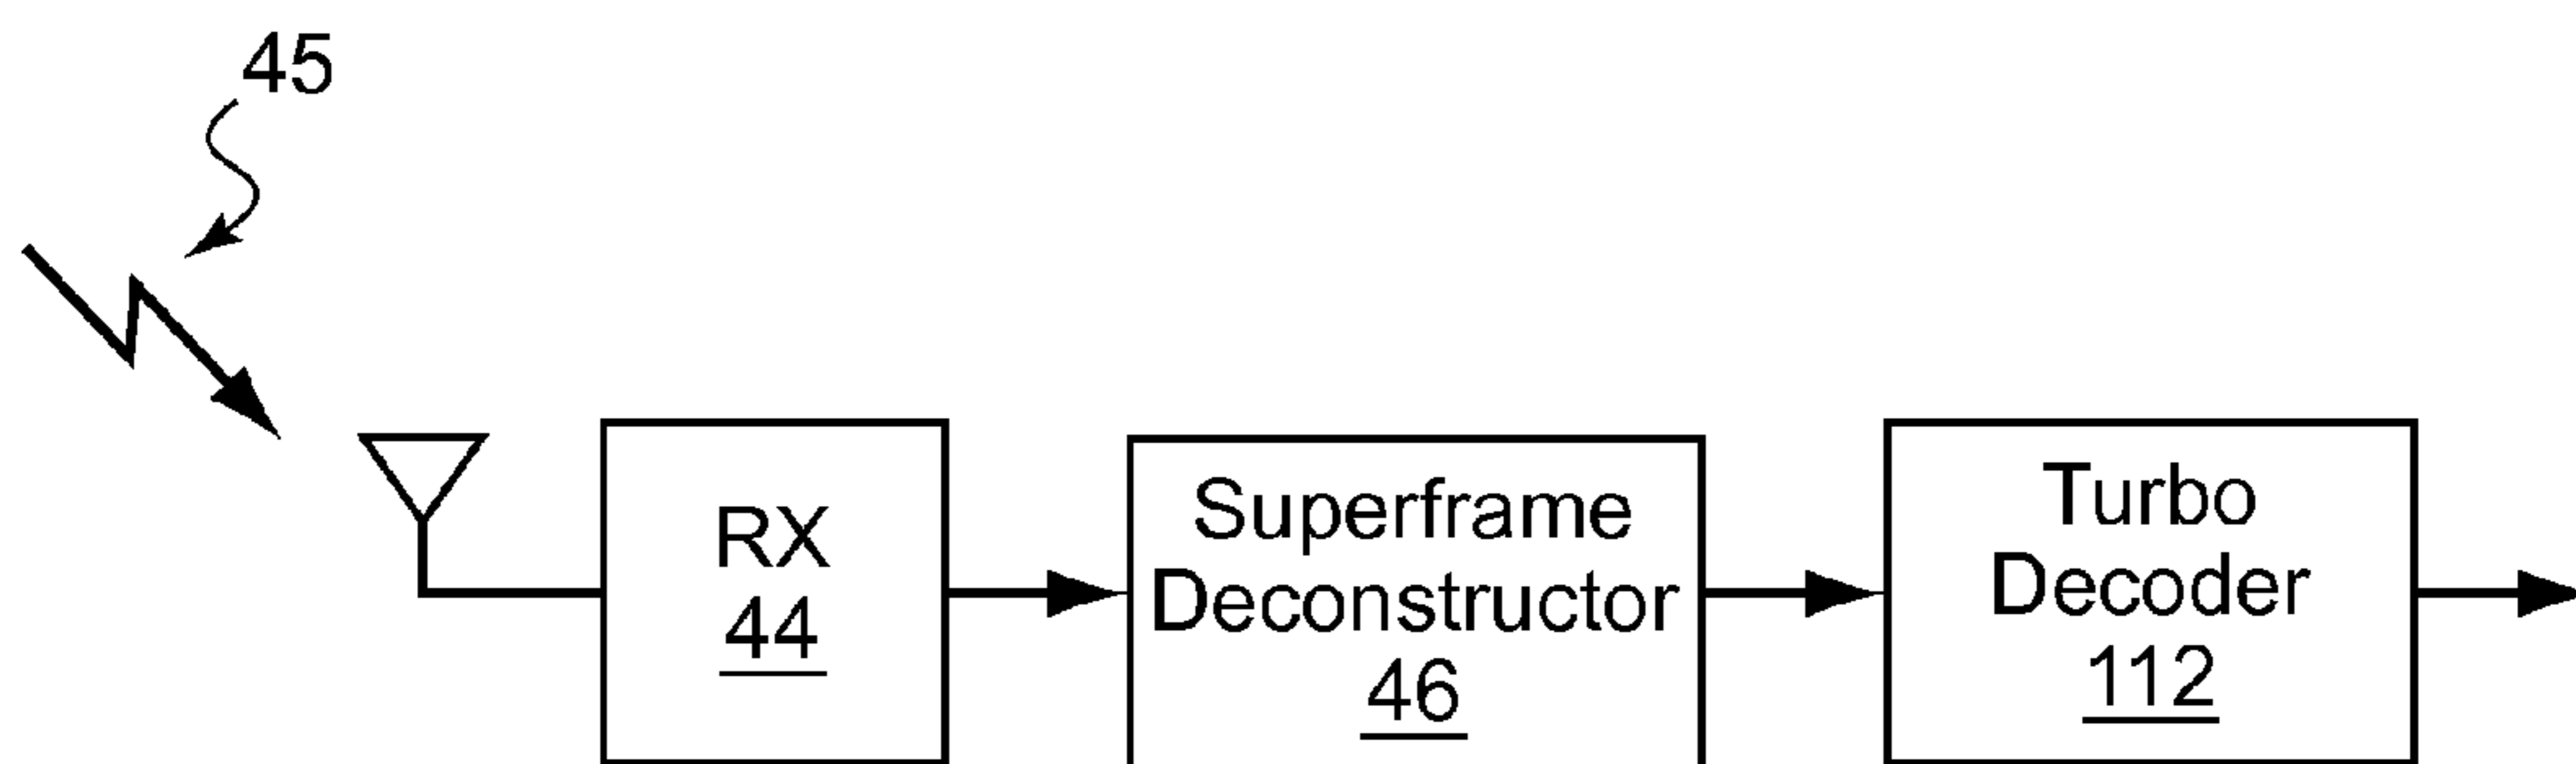 45
RX
44
Superframe
Deconstructor
46
Turbo
Decoder
112